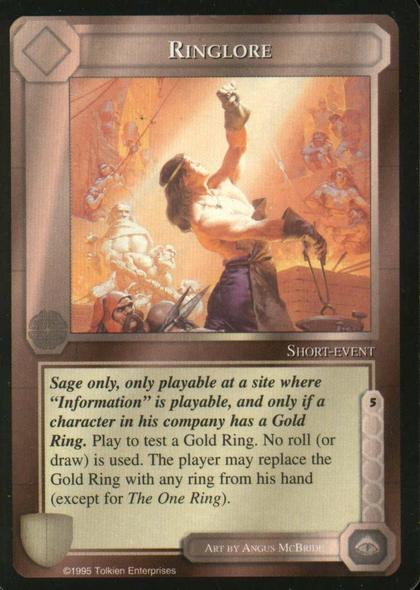 RINGLORE
SHORT-EVENT
Sage only, only playable at a site where
"Information" is playable, and only if a
character in his company has a Gold
Ring. Play to test a Gold Ring. No roll (or
draw) is used. The player may replace the
Gold Ring with any ring from his hand
(except for The One Ring).
5
ART BY ANGUS MCBRIDE
©1995 Tolkien Enterprises